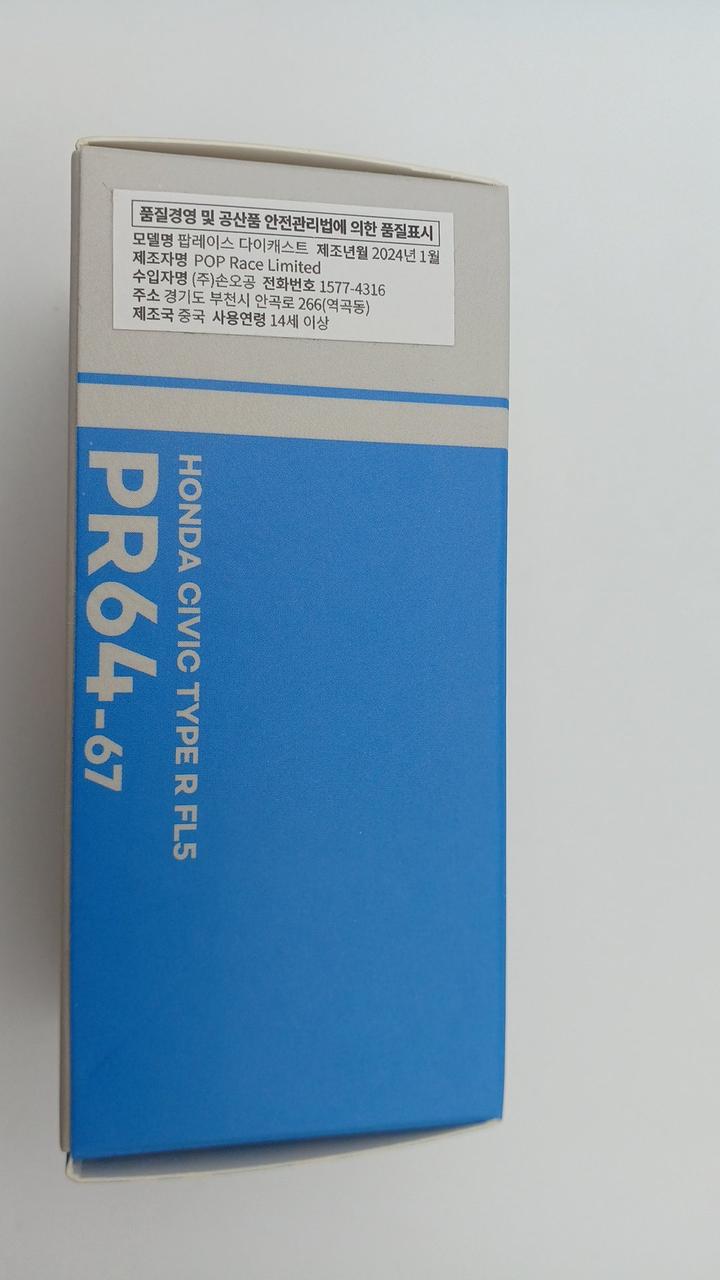 품질경영 및 공산품 안전관리법에 의한 품질표시
모델명 팝레이스 다이캐스트 제조년월 2024년 1월
제조자명 POP Race Limited
수입자명 (주)손오공 전화번호 1577-4316
주소 경기도 부천시 안곡로 266(역곡동)
제조국 중국 사용연령 14세 이상
HONDA CIVIC TYPE R FL5
PR64-67